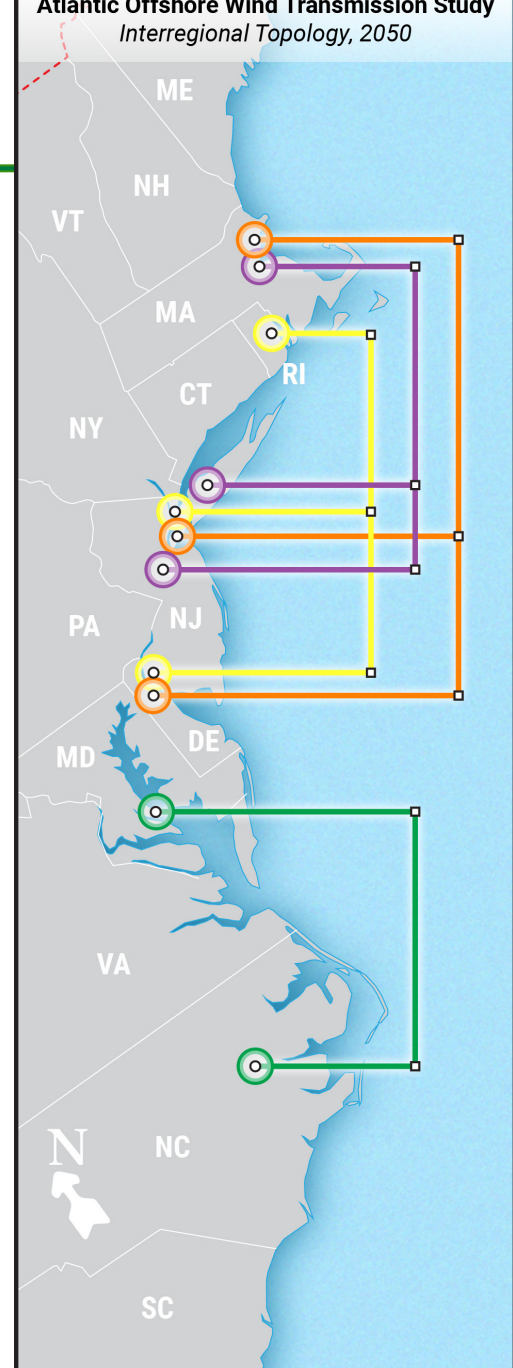 Atlantic Offshore Wind Transmission Study
Interregional Topology, 2050
ME
NH
VT
MA
RI
CT
NY
NJ
PA
DE
MD
VA
N
NC
SC